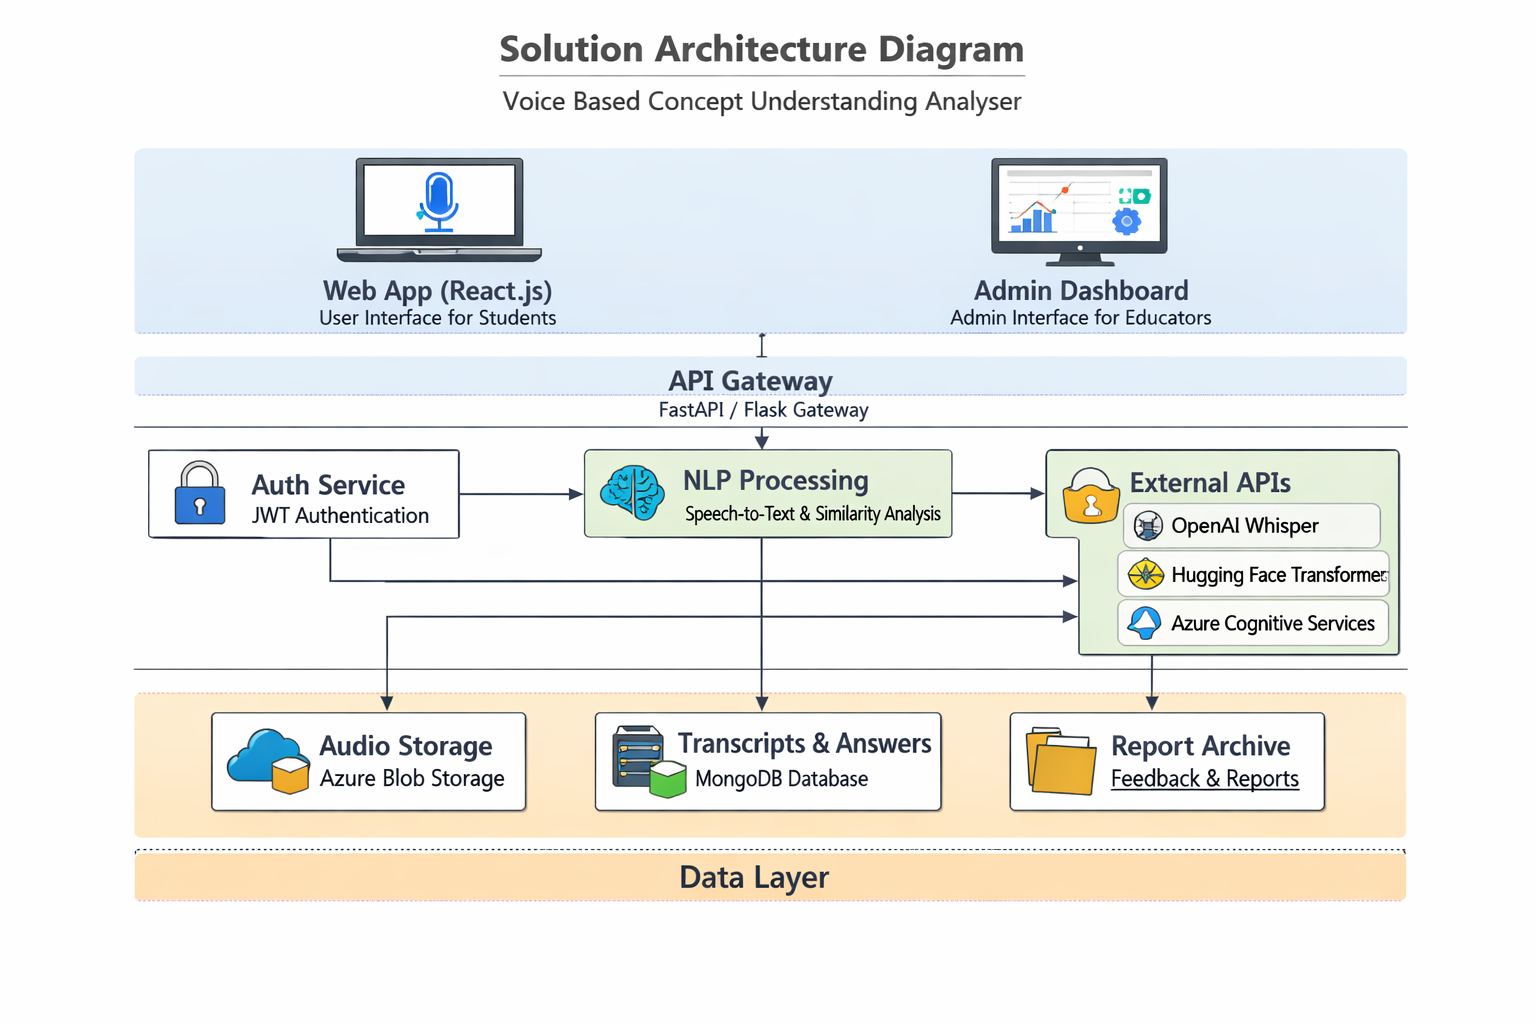 Solution Architecture Diagram
Voice Based Concept Understanding Analyser
Web App (React.js)
User Interface for Students
Admin Dashboard
Admin Interface for Educators
API Gateway
FastAPI / Flask Gateway
Auth Service
JWT Authentication
NLP Processing
Speech-to-Text & Similarity Analysis
External APIs
OpenAI Whisper
Hugging Face Transformer
Azure Cognitive Services
Audio Storage
Azure Blob Storage
Transcripts & Answers
MongoDB Database
Report Archive
Feedback & Reports
Data Layer